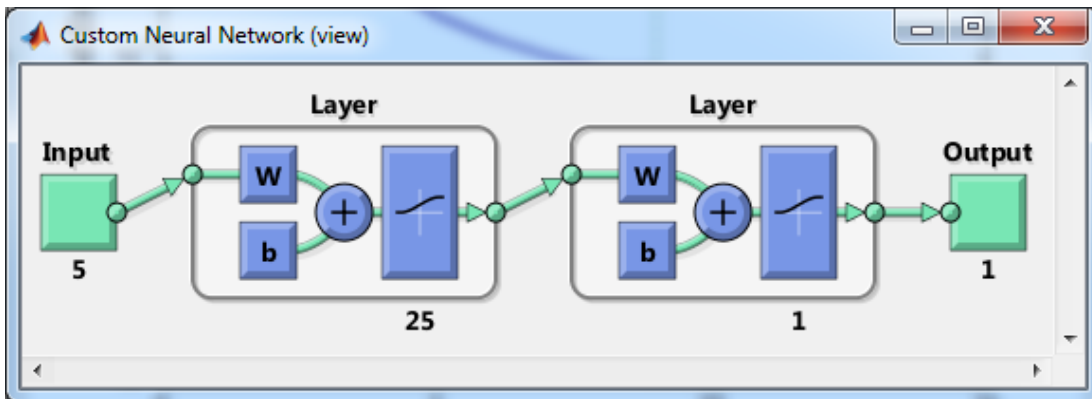 Custom Neural Network (view)
Layer
Layer
Input
W
W
Output
+
+
b
b
5
1
25
1